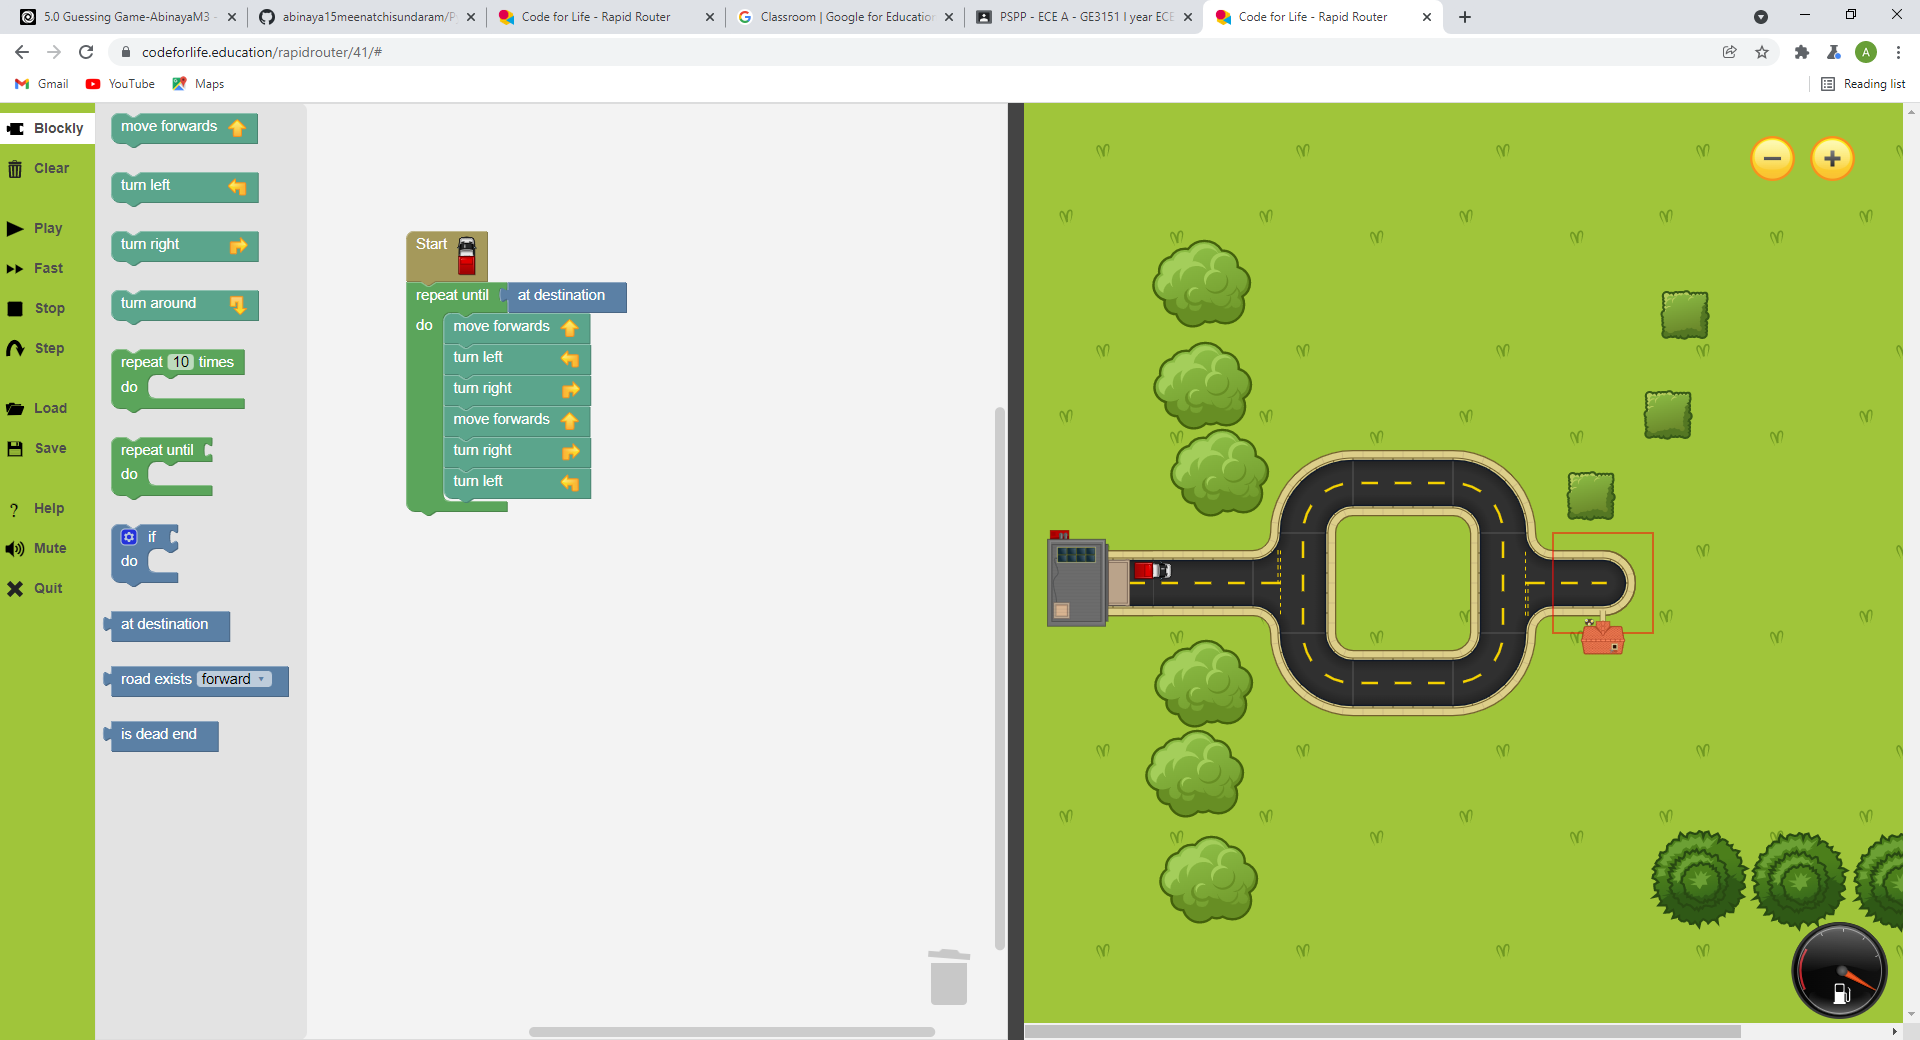 5.0 Guessing Game-AbinayaM3 -
abinaya15meenatchisundaram/P
Code for Life - Rapid Router
Classroom | Google for Education
PSPP - ECE A - GE3151 I year ECE
Code for Life - Rapid Router
codeforlife.education/rapidrouter/41/#
A
Gmail
YouTube
Maps
Reading list
Blockly
Clear
Play
Fast
Stop
Step
Load
Save
Help
Mute
Quit
move forwards
turn left
turn right
turn around
repeat 10 times
do
repeat until
do
if
do
at destination
road exists forward
is dead end
Start
repeat until at destination
do
move forwards
turn left
turn right
move forwards
turn right
turn left